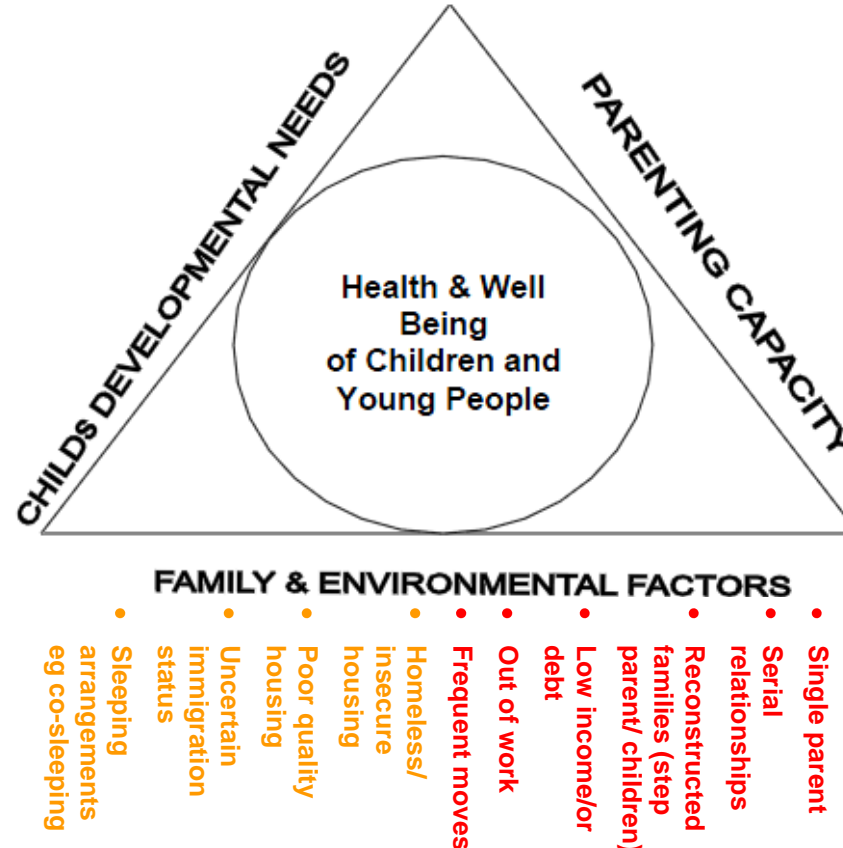 CHILDs DEVELOPMENTAL NEEDS
PARENTING CAPACITY
Health & Well
Being
of Children and
Young People
FAMILY & ENVIRONMENTAL FACTORS
• Single parent
• Serial
relationships
• Reconstructed
families (step
parent/ children)
• Low income/or
debt
• Out of work
• Frequent moves
• Homeless/
insecure
housing
• Poor quality
housing
• Uncertain
immigration
status
• Sleeping
arrangements
eg co-sleeping